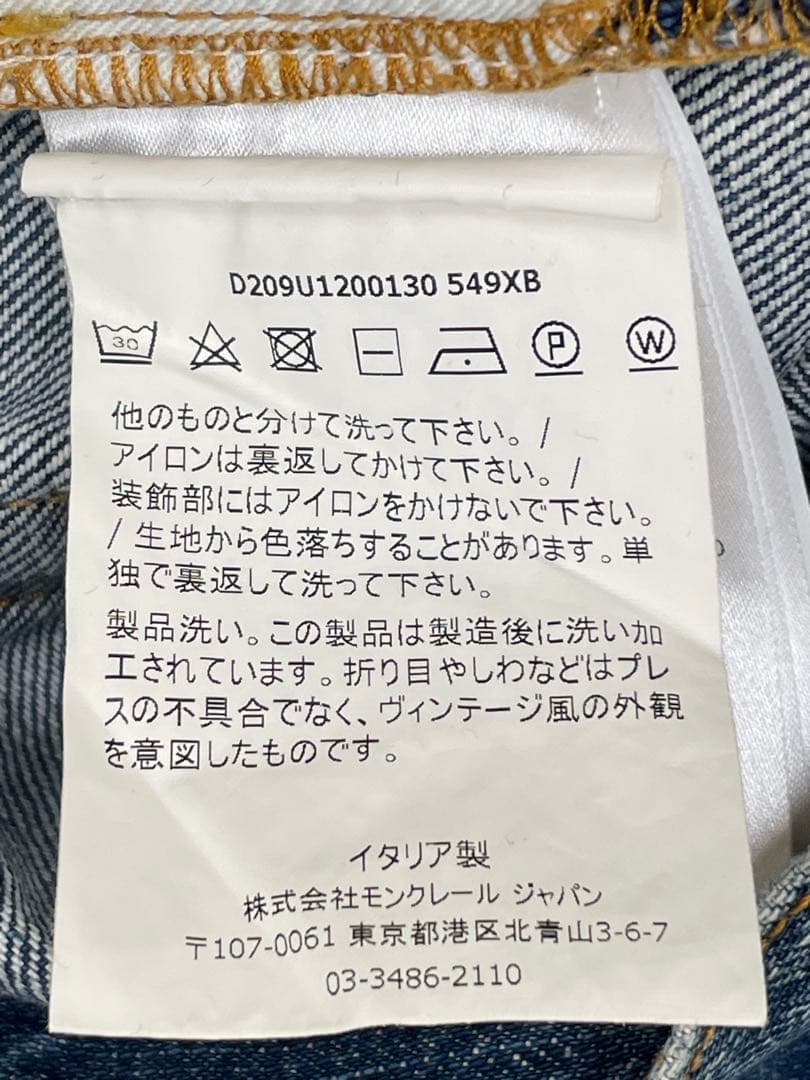 D209U1200130 549XB
30
P
W
他のものと分けて洗って下さい。/
アイロンは裏返してかけて下さい。/
装飾部にはアイロンをかけないで下さい。
/ 生地から色落ちすることがあります。単
独で裏返して洗って下さい。
製品洗い。この製品は製造後に洗い加
工されています。折り目やしわなどはプレ
スの不具合でなく、ヴィンテージ風の外観
を意図したものです。
イタリア製
株式会社モンクレール ジャパン
〒107-0061 東京都港区北青山3-6-7
03-3486-2110